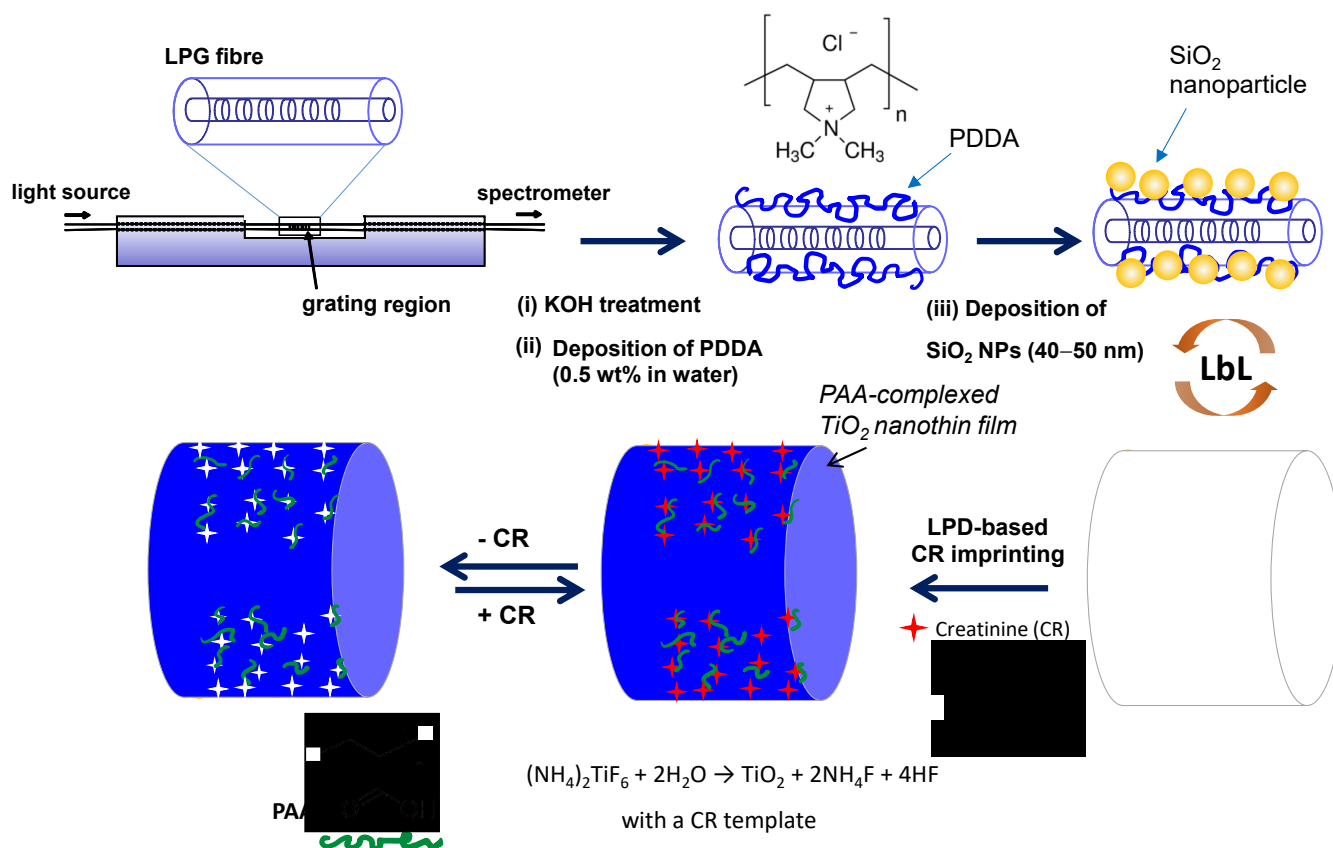 LPG fibre
light source
spectrometer
grating region
Cl⁻
n
+
N
H3C
CH3
PDDA
SiO2
nanoparticle
(i) KOH treatment
(ii) Deposition of PDDA
(0.5 wt% in water)
(iii) Deposition of
SiO2 NPs (40–50 nm)
LbL
PAA-complexed
TiO2 nanothin film
- CR
+ CR
LPD-based
CR imprinting
Creatinine (CR)
(NH4)2TiF6 + 2H2O → TiO2 + 2NH4F + 4HF
with a CR template
PAA